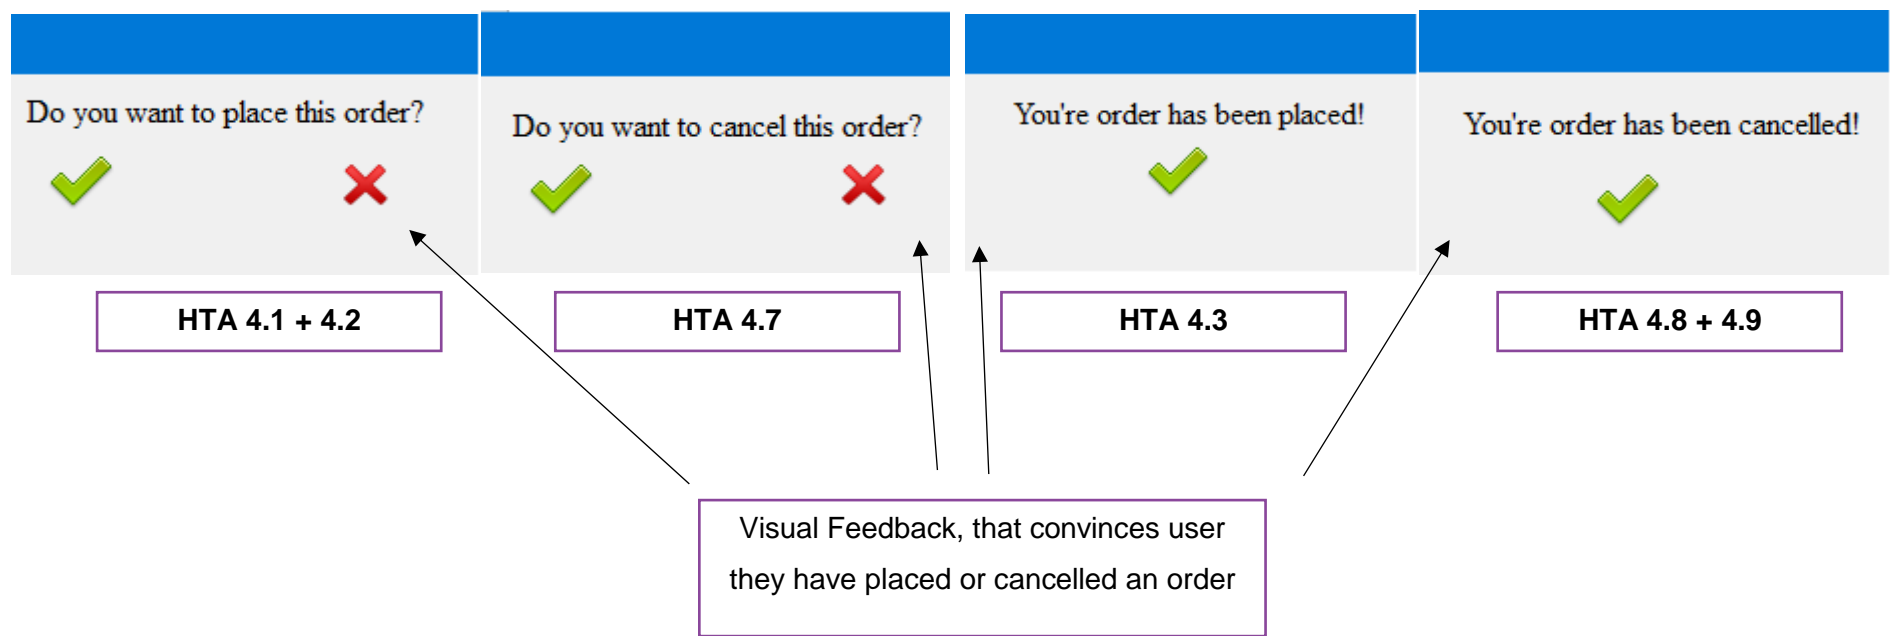 Do you want to place this order?
Do you want to cancel this order?
You're order has been placed!
You're order has been cancelled!
HTA 4.1 + 4.2
HTA 4.7
HTA 4.3
HTA 4.8 + 4.9
Visual Feedback, that convinces user
they have placed or cancelled an order